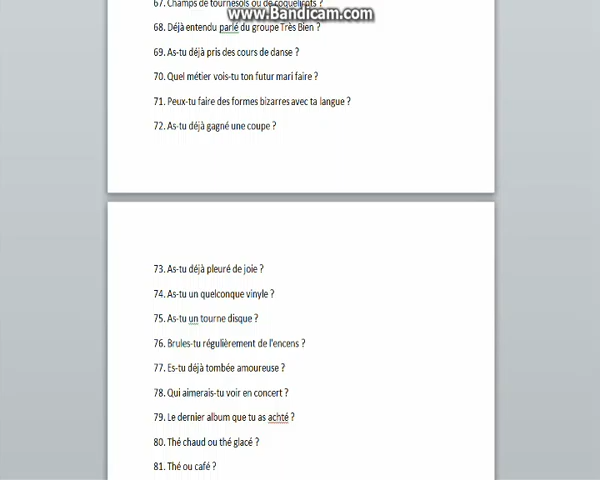 www.Bandicam.com
67. Champs de tournesols ou de coquelicots ?
68. Déjà entendu parlé du groupe Très Bien ?
69. As-tu déjà pris des cours de danse ?
70. Quel métier vois-tu ton futur mari faire ?
71. Peux-tu faire des formes bizarres avec ta langue ?
72. As-tu déjà gagné une coupe ?
73. As-tu déjà pleuré de joie ?
74. As-tu un quelconque vinyle ?
75. As-tu un tourne disque ?
76. Brules-tu régulièrement de l'encens ?
77. Es-tu déjà tombée amoureuse ?
78. Qui aimerais-tu voir en concert ?
79. Le dernier album que tu as achté ?
80. Thé chaud ou thé glacé ?
81. Thé ou café ?